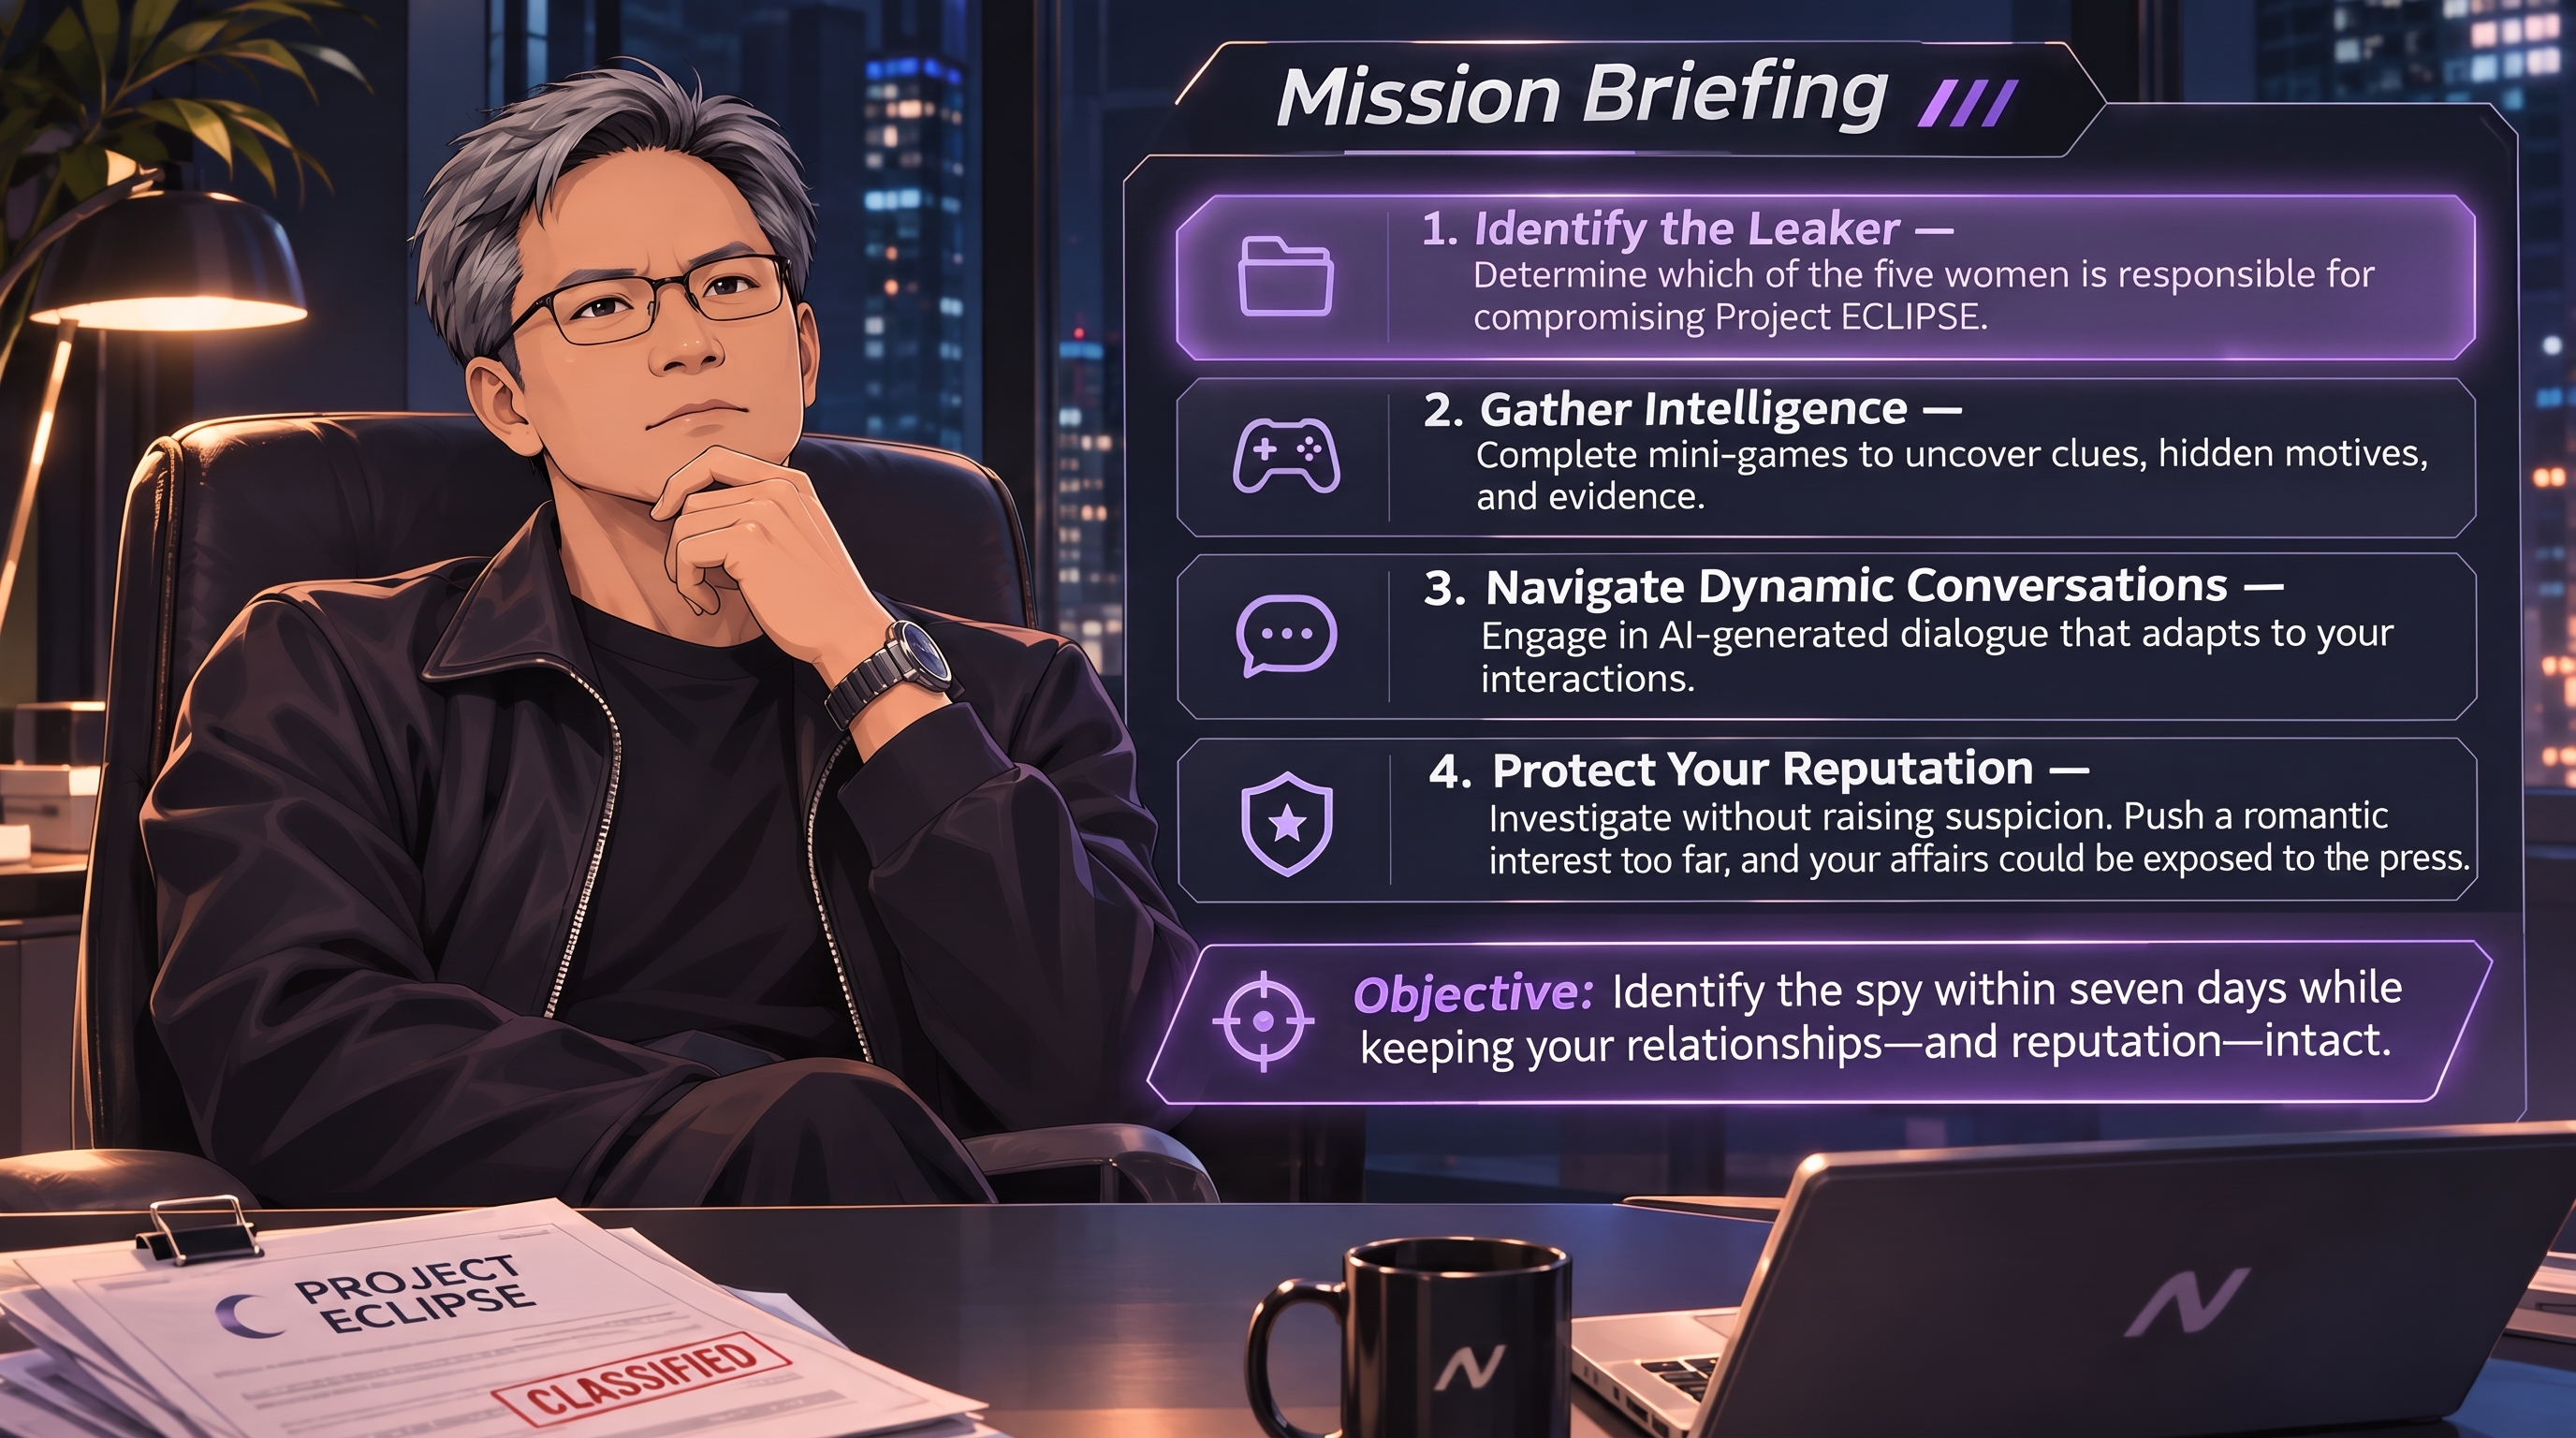 Mission Briefing
1. Identify the Leaker —
Determine which of the five women is responsible for
compromising Project ECLIPSE.
2. Gather Intelligence —
Complete mini-games to uncover clues, hidden motives,
and evidence.
3. Navigate Dynamic Conversations —
Engage in AI-generated dialogue that adapts to your
interactions.
4. Protect Your Reputation —
Investigate without raising suspicion. Push a romantic
interest too far, and your affairs could be exposed to the press.
Objective: Identify the spy within seven days while
keeping your relationships—and reputation—intact.
PROJECT
ECLIPSE
CLASSIFIED
N
N